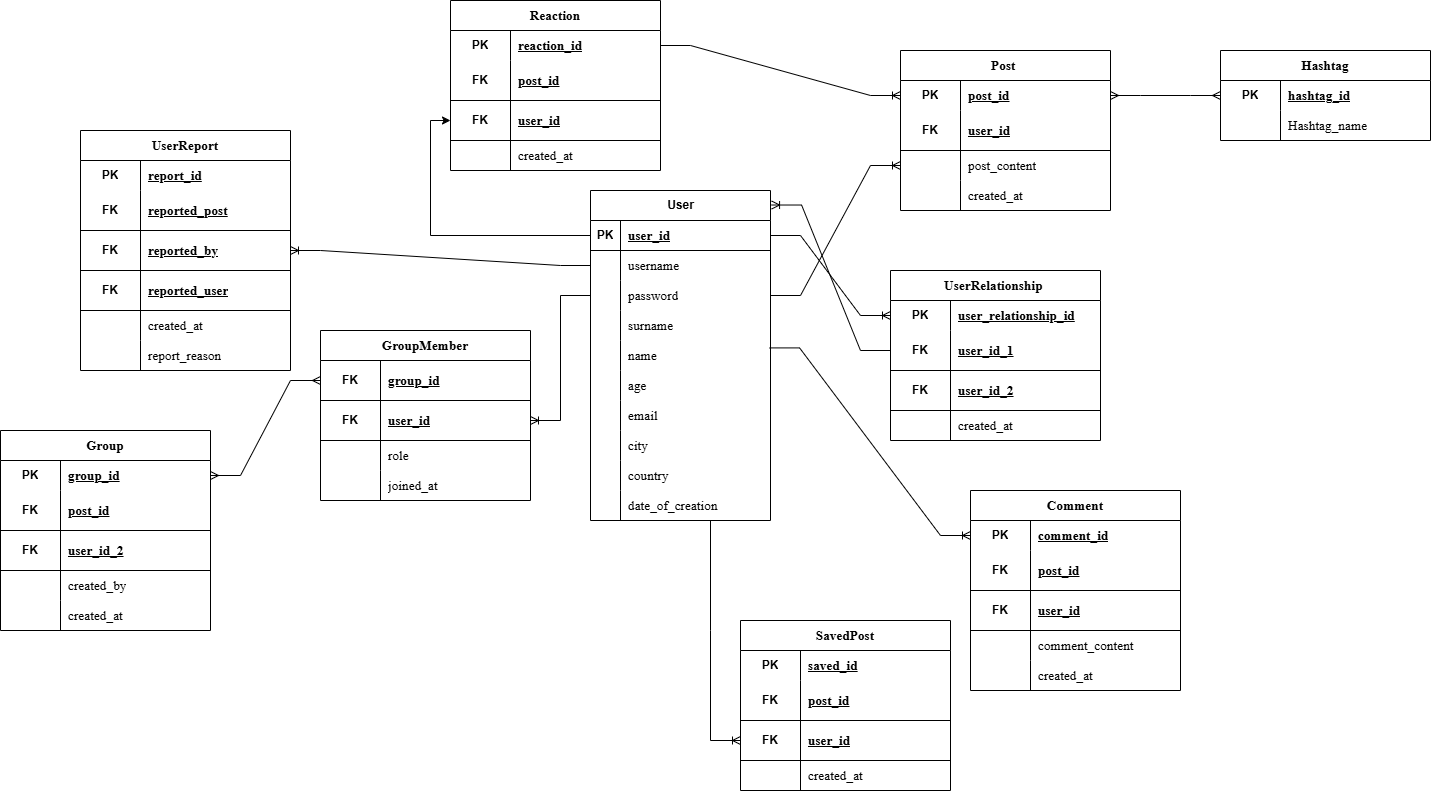 Reaction
PK reaction_id
FK post_id
FK user_id
created_at
Post
PK post_id
FK user_id
post_content
created_at
Hashtag
PK hashtag_id
Hashtag_name
UserReport
PK report_id
FK reported_post
FK reported_by
FK reported_user
created_at
report_reason
User
PK user_id
username
password
surname
name
age
email
city
country
date_of_creation
UserRelationship
PK user_relationship_id
FK user_id_1
FK user_id_2
created_at
GroupMember
FK group_id
FK user_id
role
joined_at
Group
PK group_id
FK post_id
FK user_id_2
created_by
created_at
Comment
PK comment_id
FK post_id
FK user_id
comment_content
created_at
SavedPost
PK saved_id
FK post_id
FK user_id
created_at